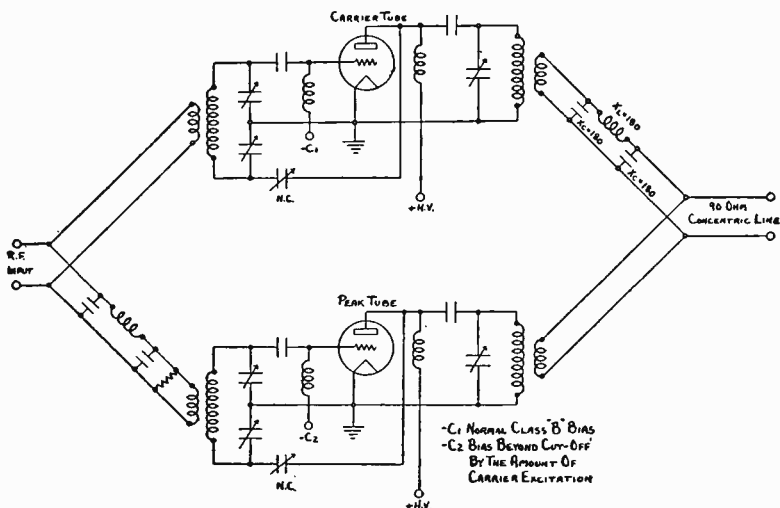 CARRIER TUBE
-C1
N.C.
+H.V.
XL=180
XC=180
XC=180
R.F.
INPUT
90 OHM
CONCENTRIC LINE
PEAK TUBE
-C2
N.C.
+H.V.
-C1 NORMAL CLASS "B" BIAS
-C2 BIAS BEYOND CUT-OFF
BY THE AMOUNT OF
CARRIER EXCITATION